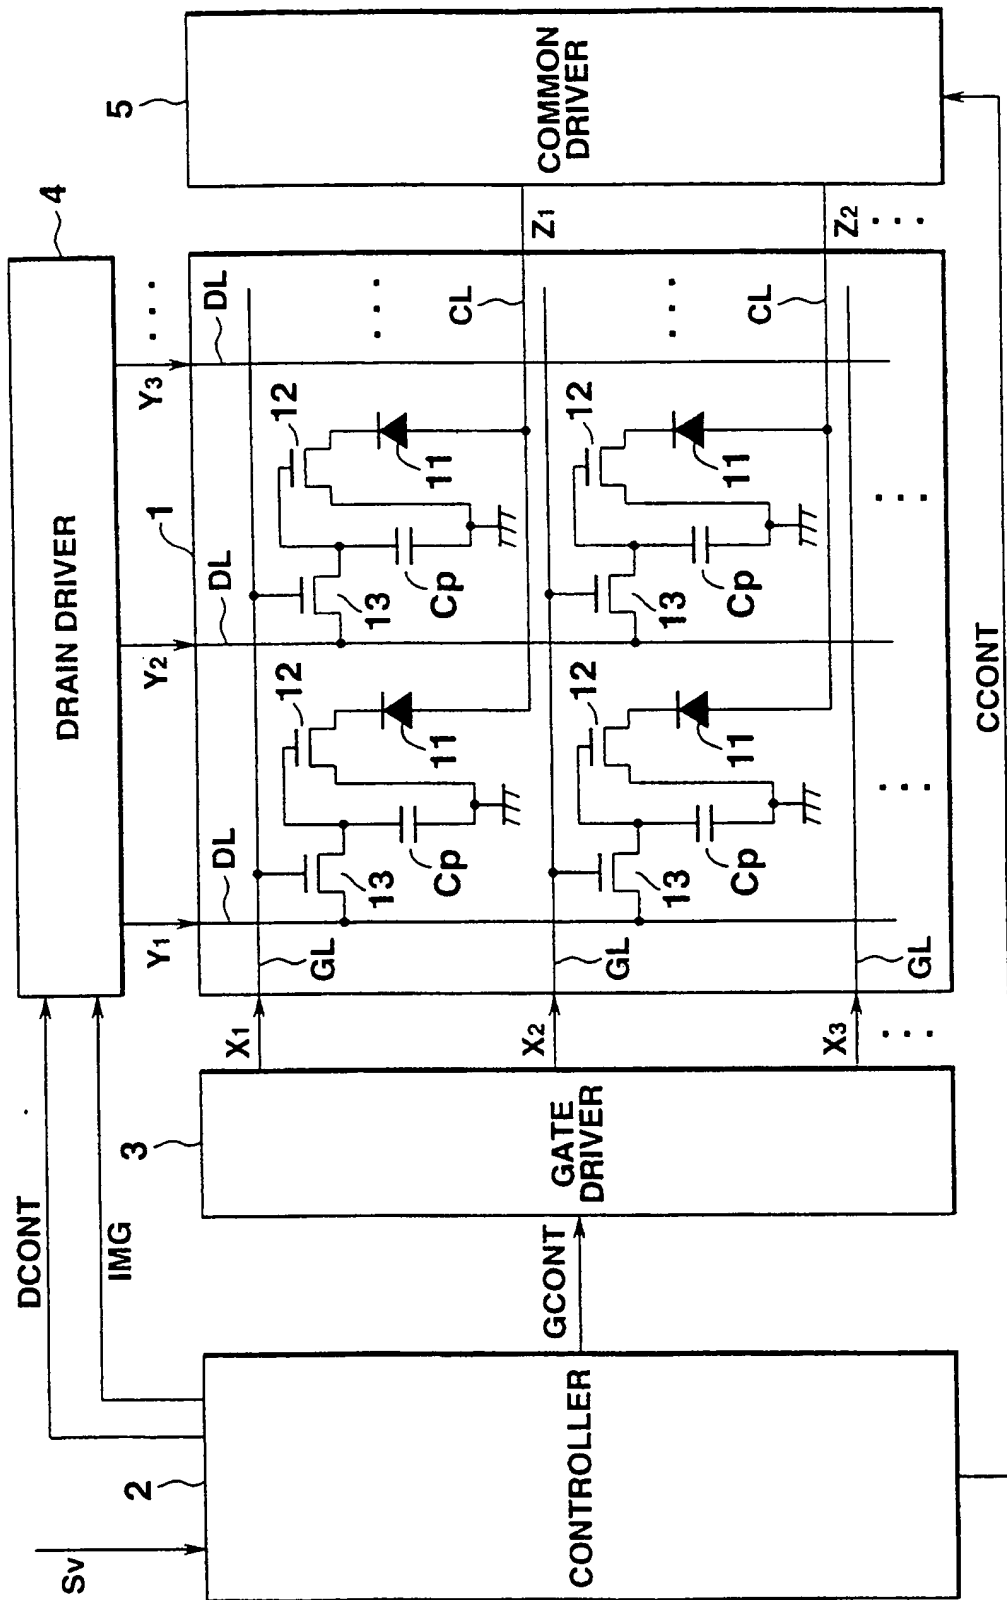 Sv
2
CONTROLLER
DCONT
IMG
GCONT
CCONT
3
GATE
DRIVER
4
DRAIN DRIVER
5
COMMON
DRIVER
1
Y1
DL
Y2
DL
Y3
DL
. . .
X1
GL
13
Cp
12
11
13
Cp
12
11
. . .
CL
Z1
X2
GL
13
Cp
12
11
13
Cp
12
11
. . .
CL
Z2
. . .
X3
GL
. . .
. . .
. . .